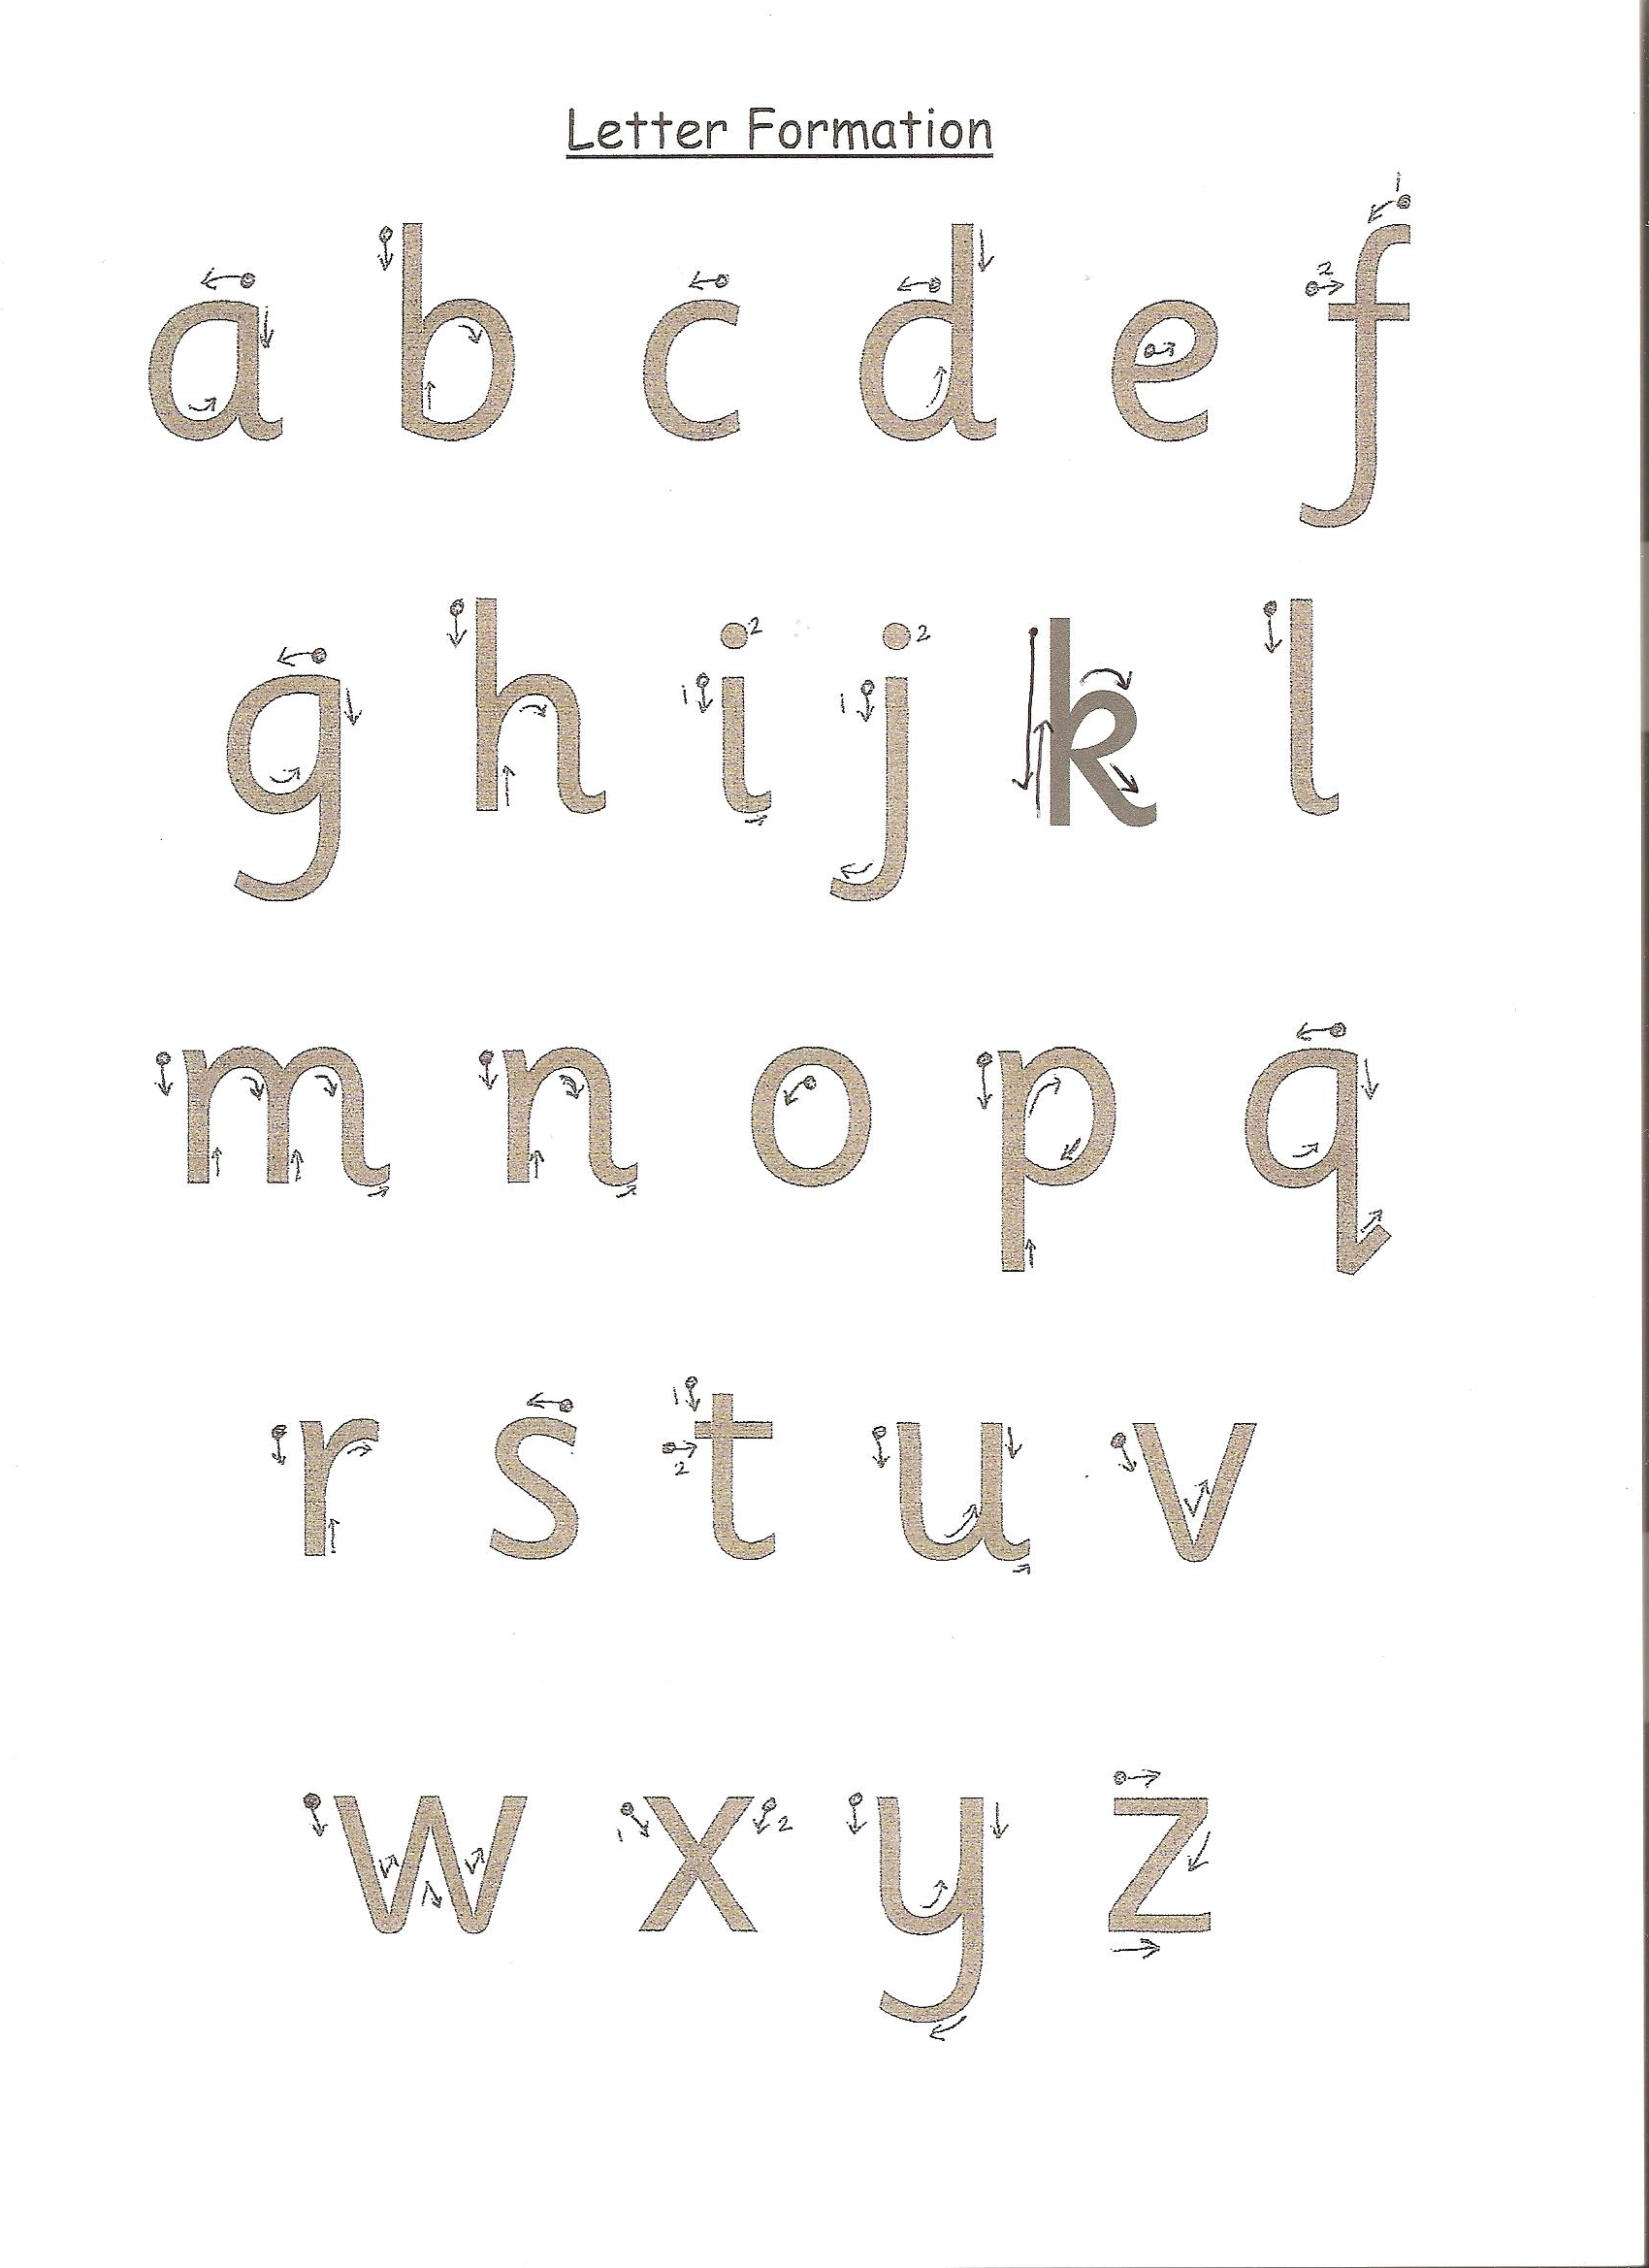 Letter Formation
a b c d e f
g h i j k l
m n o p q
r s t u v
w x y z